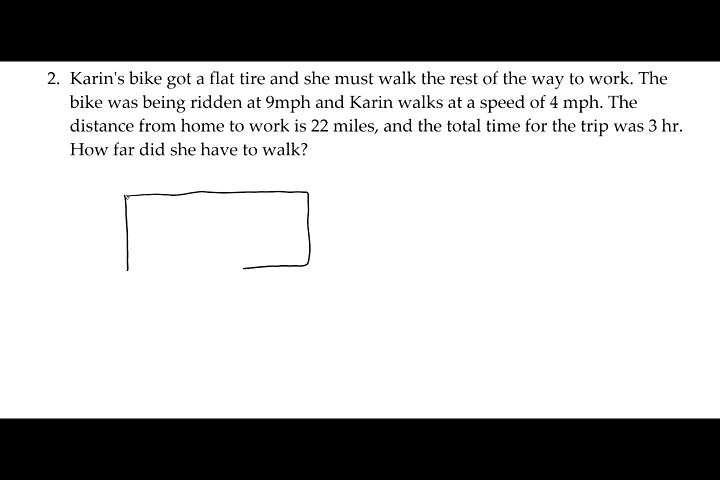 2. Karin's bike got a flat tire and she must walk the rest of the way to work. The
bike was being ridden at 9mph and Karin walks at a speed of 4 mph. The
distance from home to work is 22 miles, and the total time for the trip was 3 hr.
How far did she have to walk?